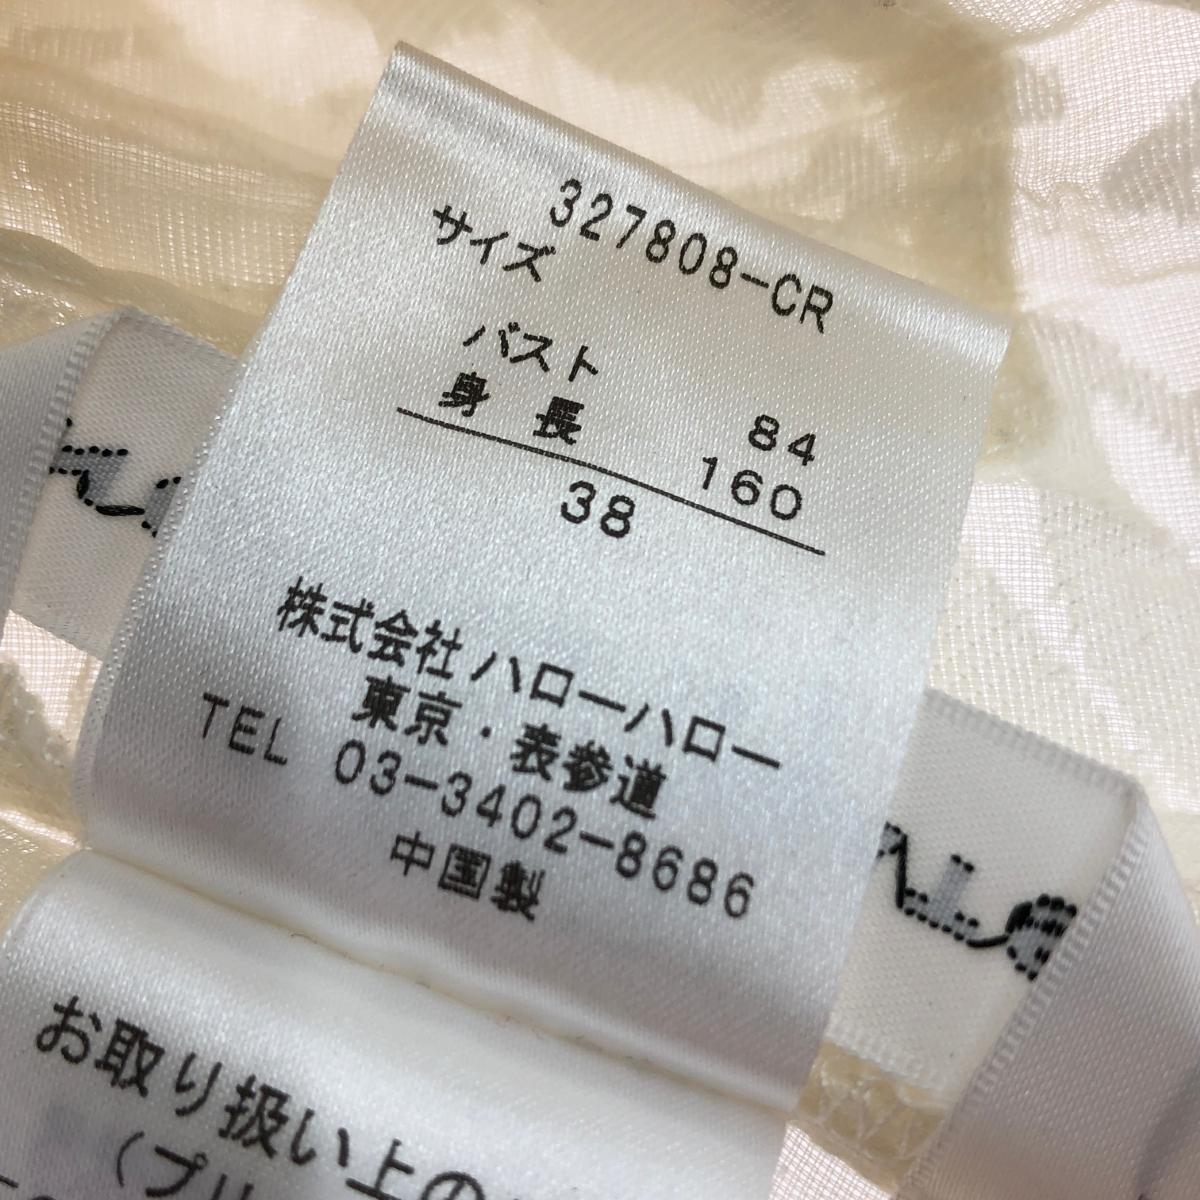 327808-CR
サイズ
バスト 84
身長 160
38
株式会社 ハローハロー
東京・表参道
TEL 03-3402-8686
中国製
お取り扱い上の
(プリ